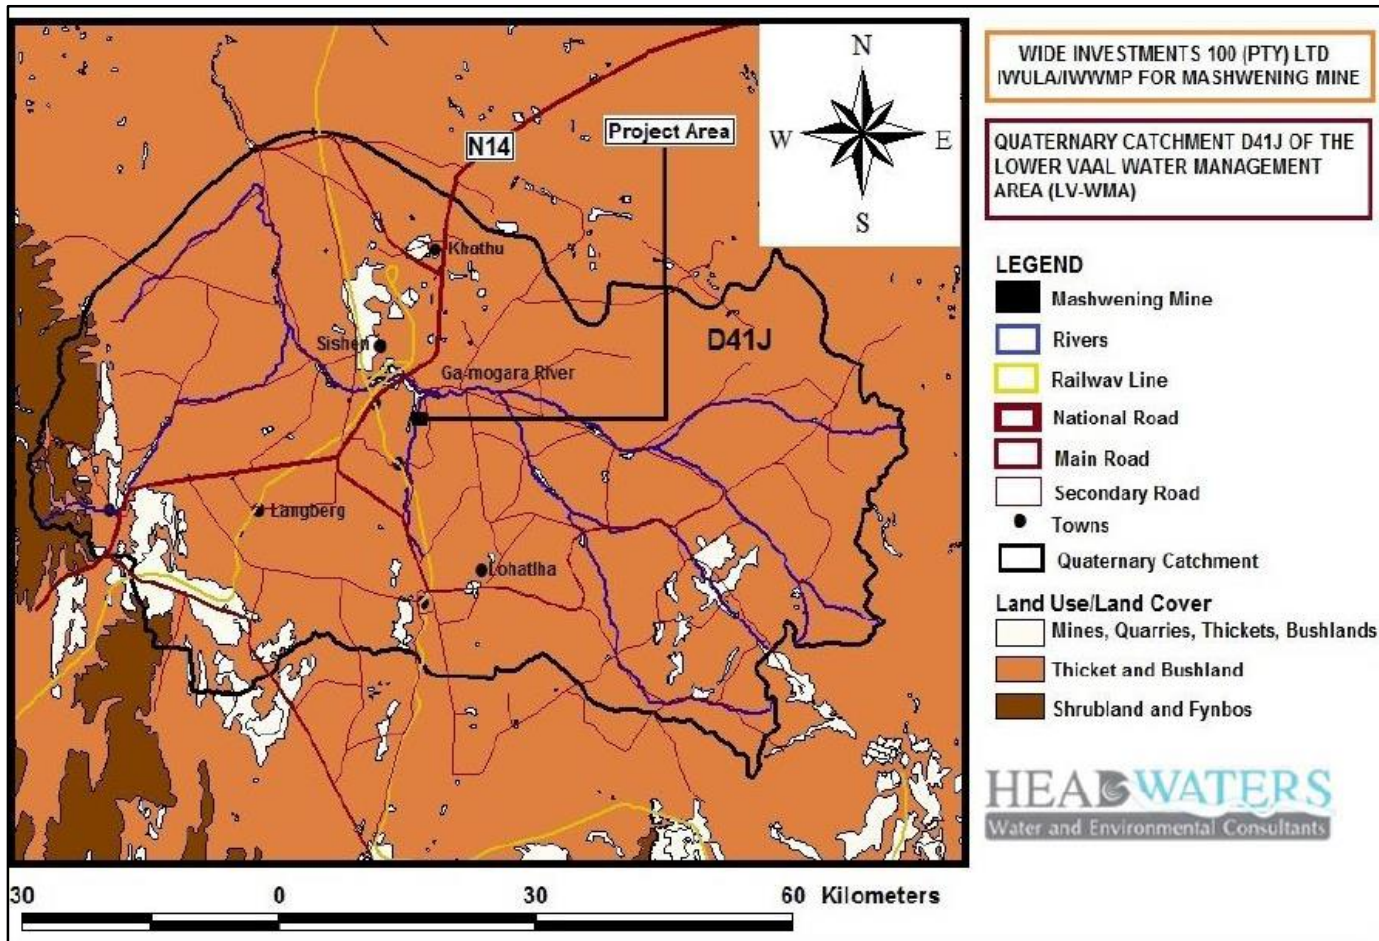 WIDE INVESTMENTS 100 (PTY) LTD
IWULA/IWWMP FOR MASHWENING MINE
QUATERNARY CATCHMENT D41J OF THE
LOWER VAAL WATER MANAGEMENT
AREA (LV-WMA)
N
W
E
S
N14
Project Area
Khathu
D41J
Sishen
Ga-mogara River
Langberg
Lohatlha
LEGEND
Mashwening Mine
Rivers
Railway Line
National Road
Main Road
Secondary Road
Towns
Quaternary Catchment
Land Use/Land Cover
Mines, Quarries, Thickets, Bushlands
Thicket and Bushland
Shrubland and Fynbos
HEADWATERS
Water and Environmental Consultants
30 0 30 60 Kilometers